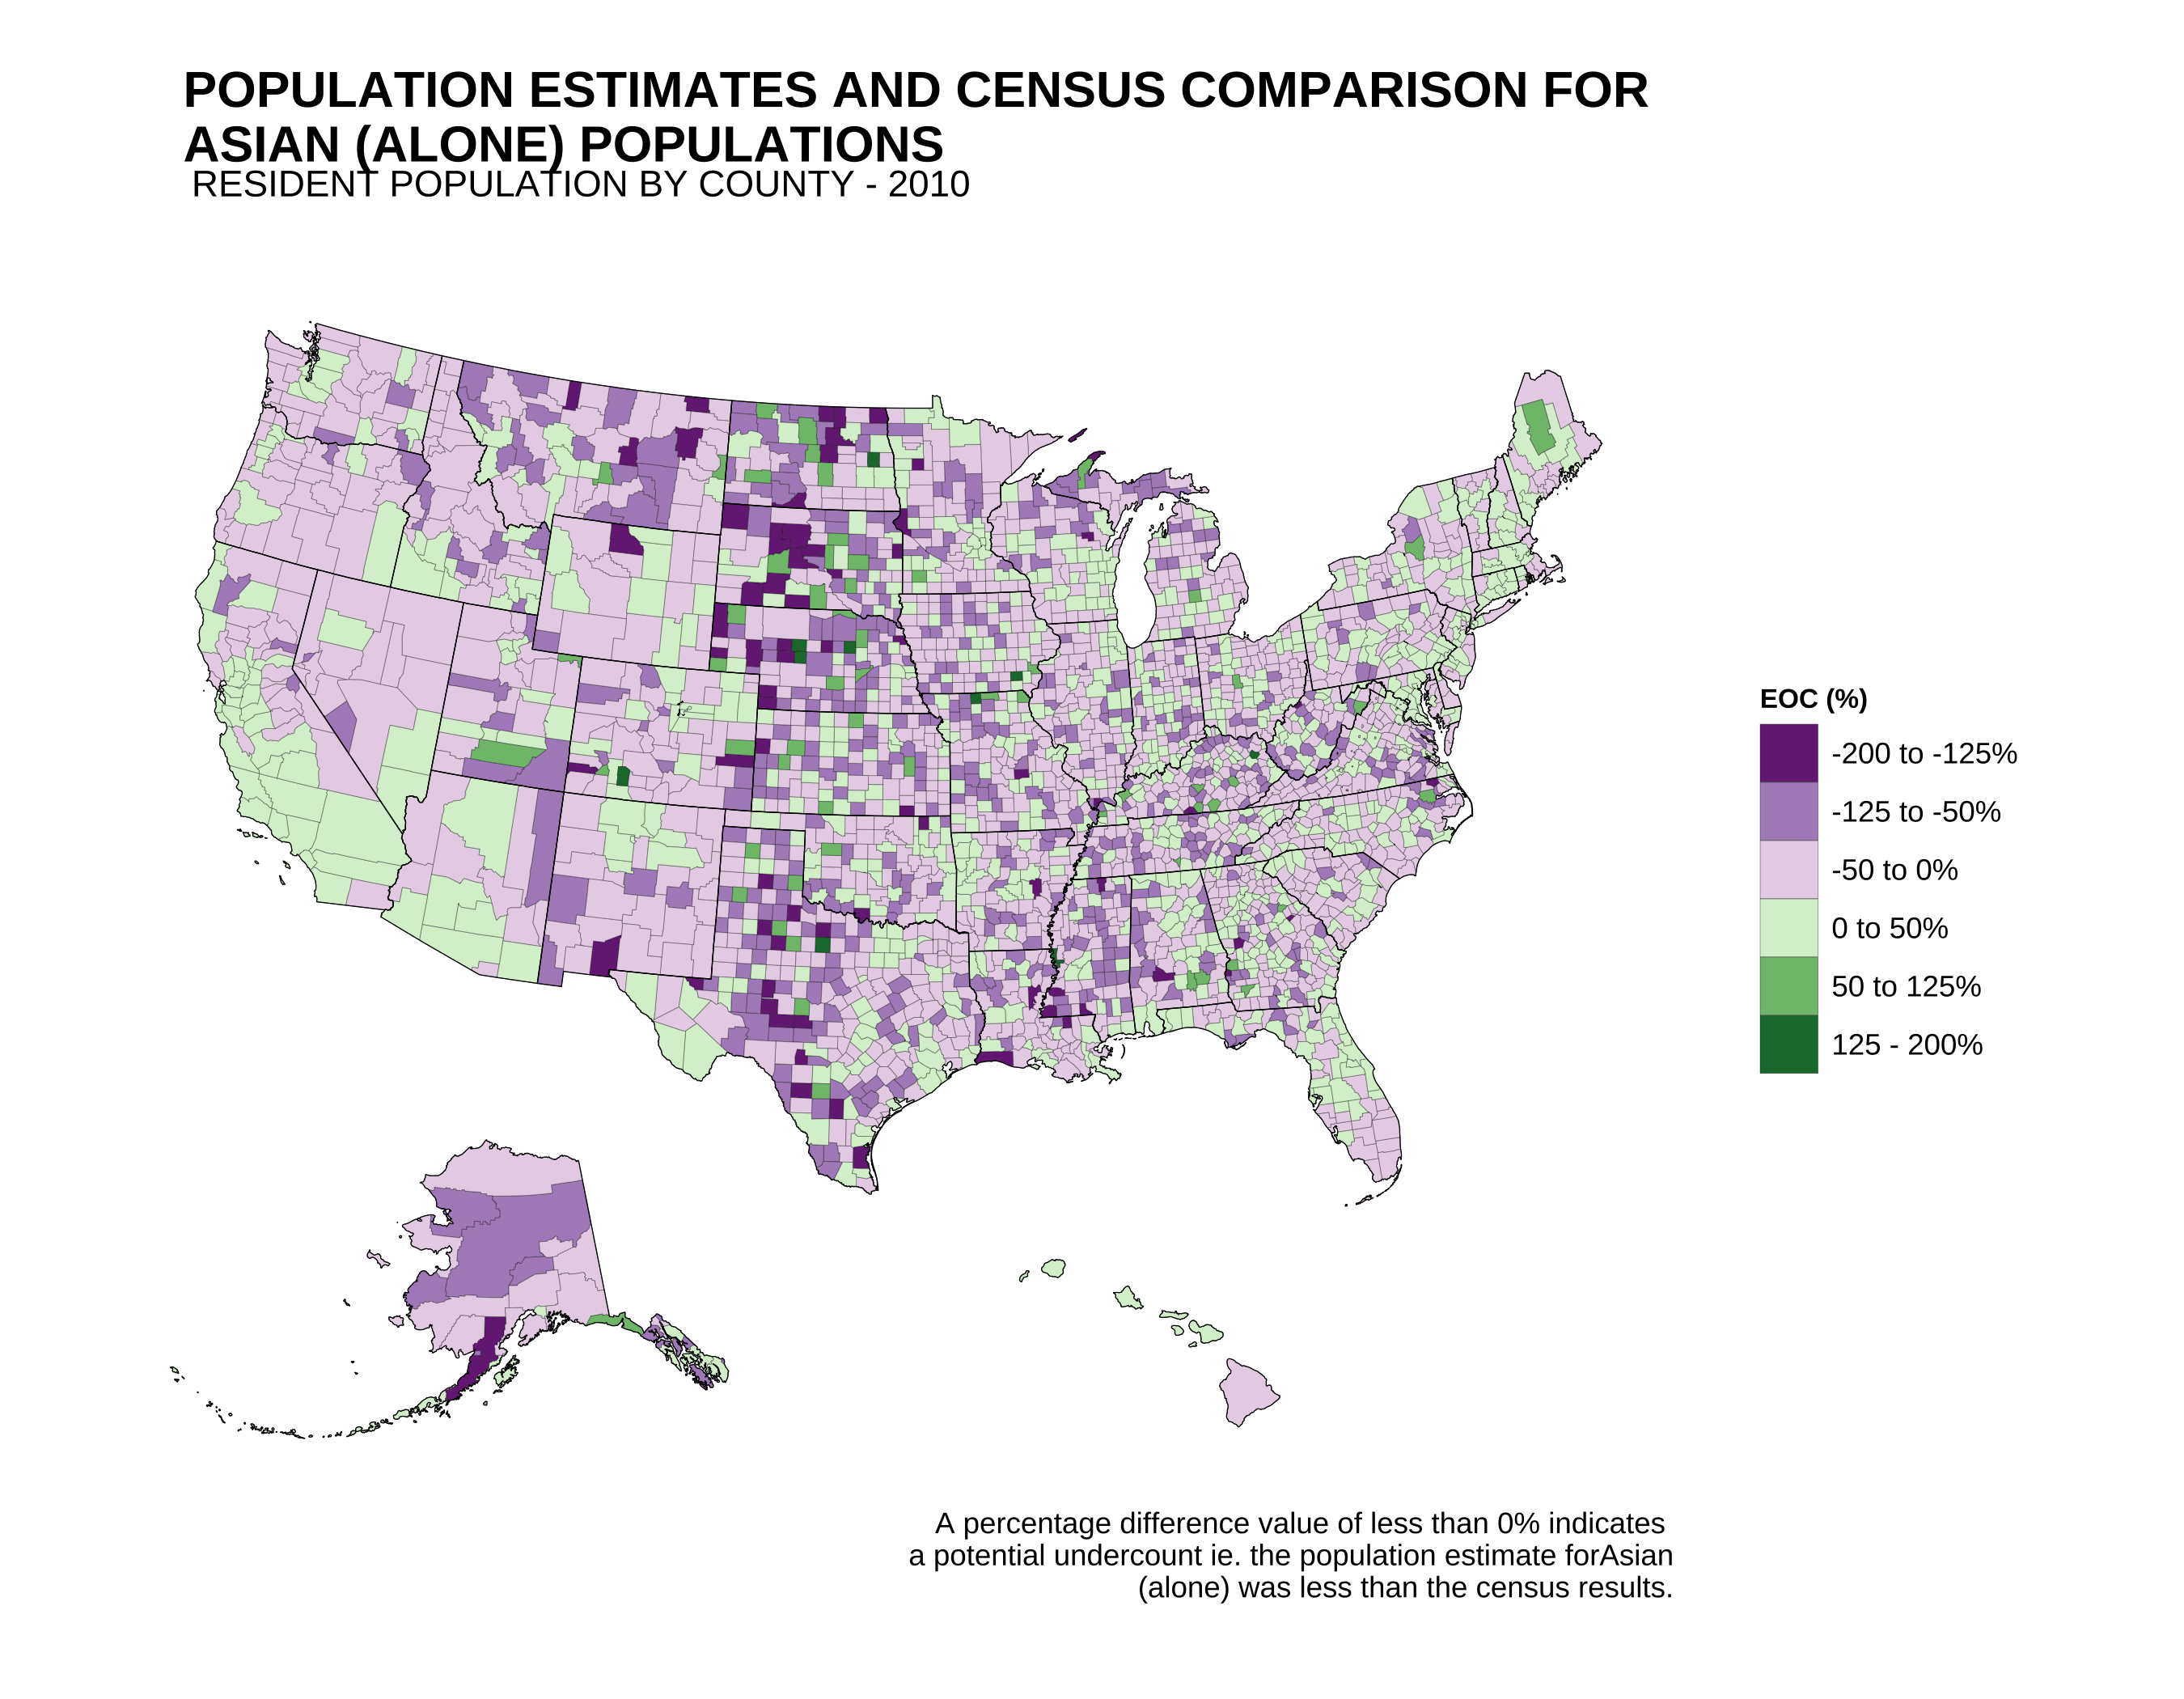 POPULATION ESTIMATES AND CENSUS COMPARISON FOR
ASIAN (ALONE) POPULATIONS
RESIDENT POPULATION BY COUNTY - 2010
EOC (%)
-200 to -125%
-125 to -50%
-50 to 0%
0 to 50%
50 to 125%
125 - 200%
A percentage difference value of less than 0% indicates
a potential undercount ie. the population estimate forAsian
(alone) was less than the census results.